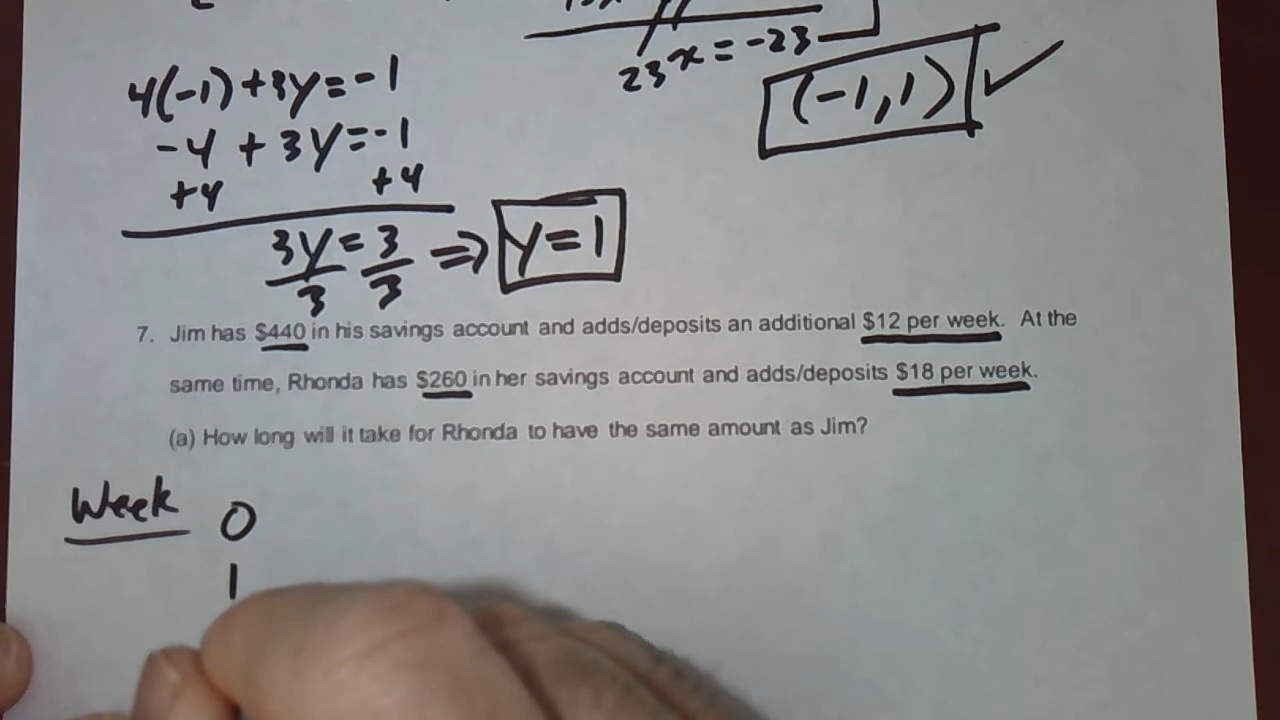 23x = -23
(-1,1) ✓
4(-1)+3y=-1
-4 + 3y=-1
+4 +4
3y = 3 ⇒ y=1
3 3
7. Jim has $440 in his savings account and adds/deposits an additional $12 per week. At the
same time, Rhonda has $260 in her savings account and adds/deposits $18 per week.
(a) How long will it take for Rhonda to have the same amount as Jim?
Week 0
1